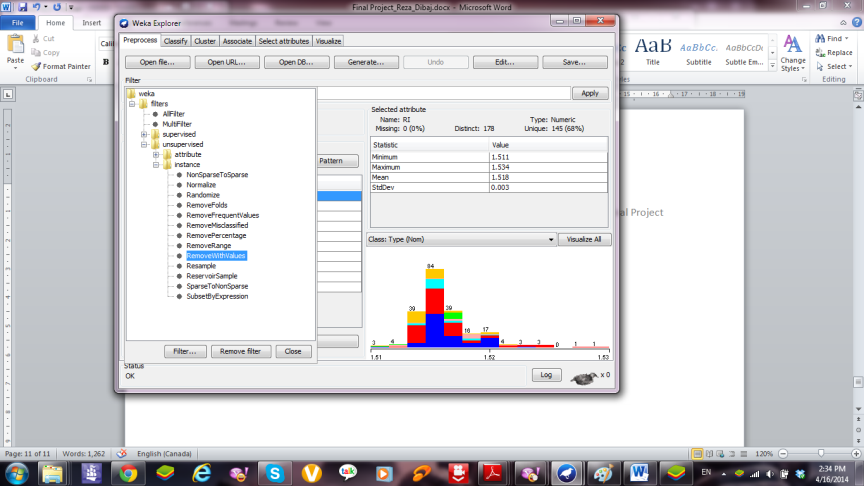 Final Project_Reza_Dibaj.docx - Microsoft Word
File
Home
Insert
Cut
Copy
Format Painter
Paste
Clipboard
Cali
B
AaB
AaBbCc.
AaBbCcDc
Title
Subtitle
Subtle Em...
Change
Styles
Find
Replace
Select
Editing
Weka Explorer
Preprocess
Classify
Cluster
Associate
Select attributes
Visualize
Open file...
Open URL...
Open DB...
Generate...
Undo
Edit...
Save...
Filter
Apply
weka
filters
AllFilter
MultiFilter
supervised
unsupervised
attribute
instance
NonSparseToSparse
Normalize
Randomize
RemoveFolds
RemoveFrequentValues
RemoveMisclassified
RemovePercentage
RemoveRange
RemoveWithValues
Resample
ReservoirSample
SparseToNonSparse
SubsetByExpression
Filter...
Remove filter
Close
Pattern
Selected attribute
Name: RI
Type: Numeric
Missing: 0 (0%)
Distinct: 178
Unique: 145 (68%)
Statistic
Value
Minimum
1.511
Maximum
1.534
Mean
1.518
StdDev
0.003
Class: Type (Nom)
Visualize All
3
4
39
84
29
16
17
4
3
3
0
1
1
1.51
1.52
1.53
Status
OK
Log
x 0
al Project
Page: 11 of 11
Words: 1,262
English (Canada)
120%
EN
2:34 PM
4/16/2014